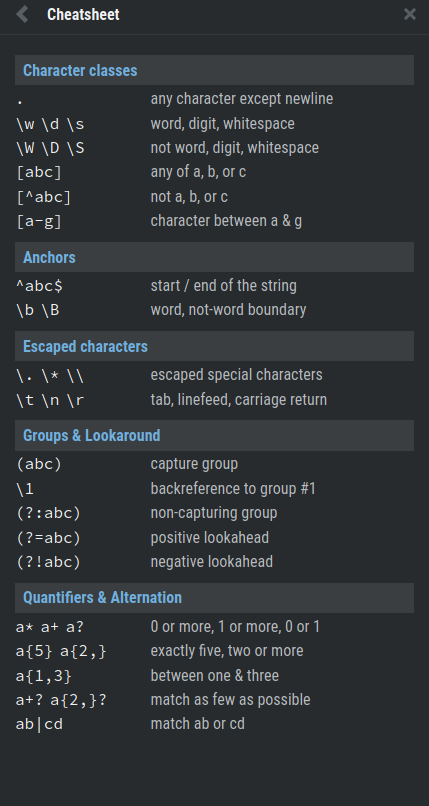 Cheatsheet
Character classes
. any character except newline
\w \d \s word, digit, whitespace
\W \D \S not word, digit, whitespace
[abc] any of a, b, or c
[^abc] not a, b, or c
[a-g] character between a & g
Anchors
^abc$ start / end of the string
\b \B word, not-word boundary
Escaped characters
\. \* \\ escaped special characters
\t \n \r tab, linefeed, carriage return
Groups & Lookaround
(abc) capture group
\1 backreference to group #1
(?:abc) non-capturing group
(?=abc) positive lookahead
(?!abc) negative lookahead
Quantifiers & Alternation
a* a+ a? 0 or more, 1 or more, 0 or 1
a{5} a{2,} exactly five, two or more
a{1,3} between one & three
a+? a{2,}? match as few as possible
ab|cd match ab or cd